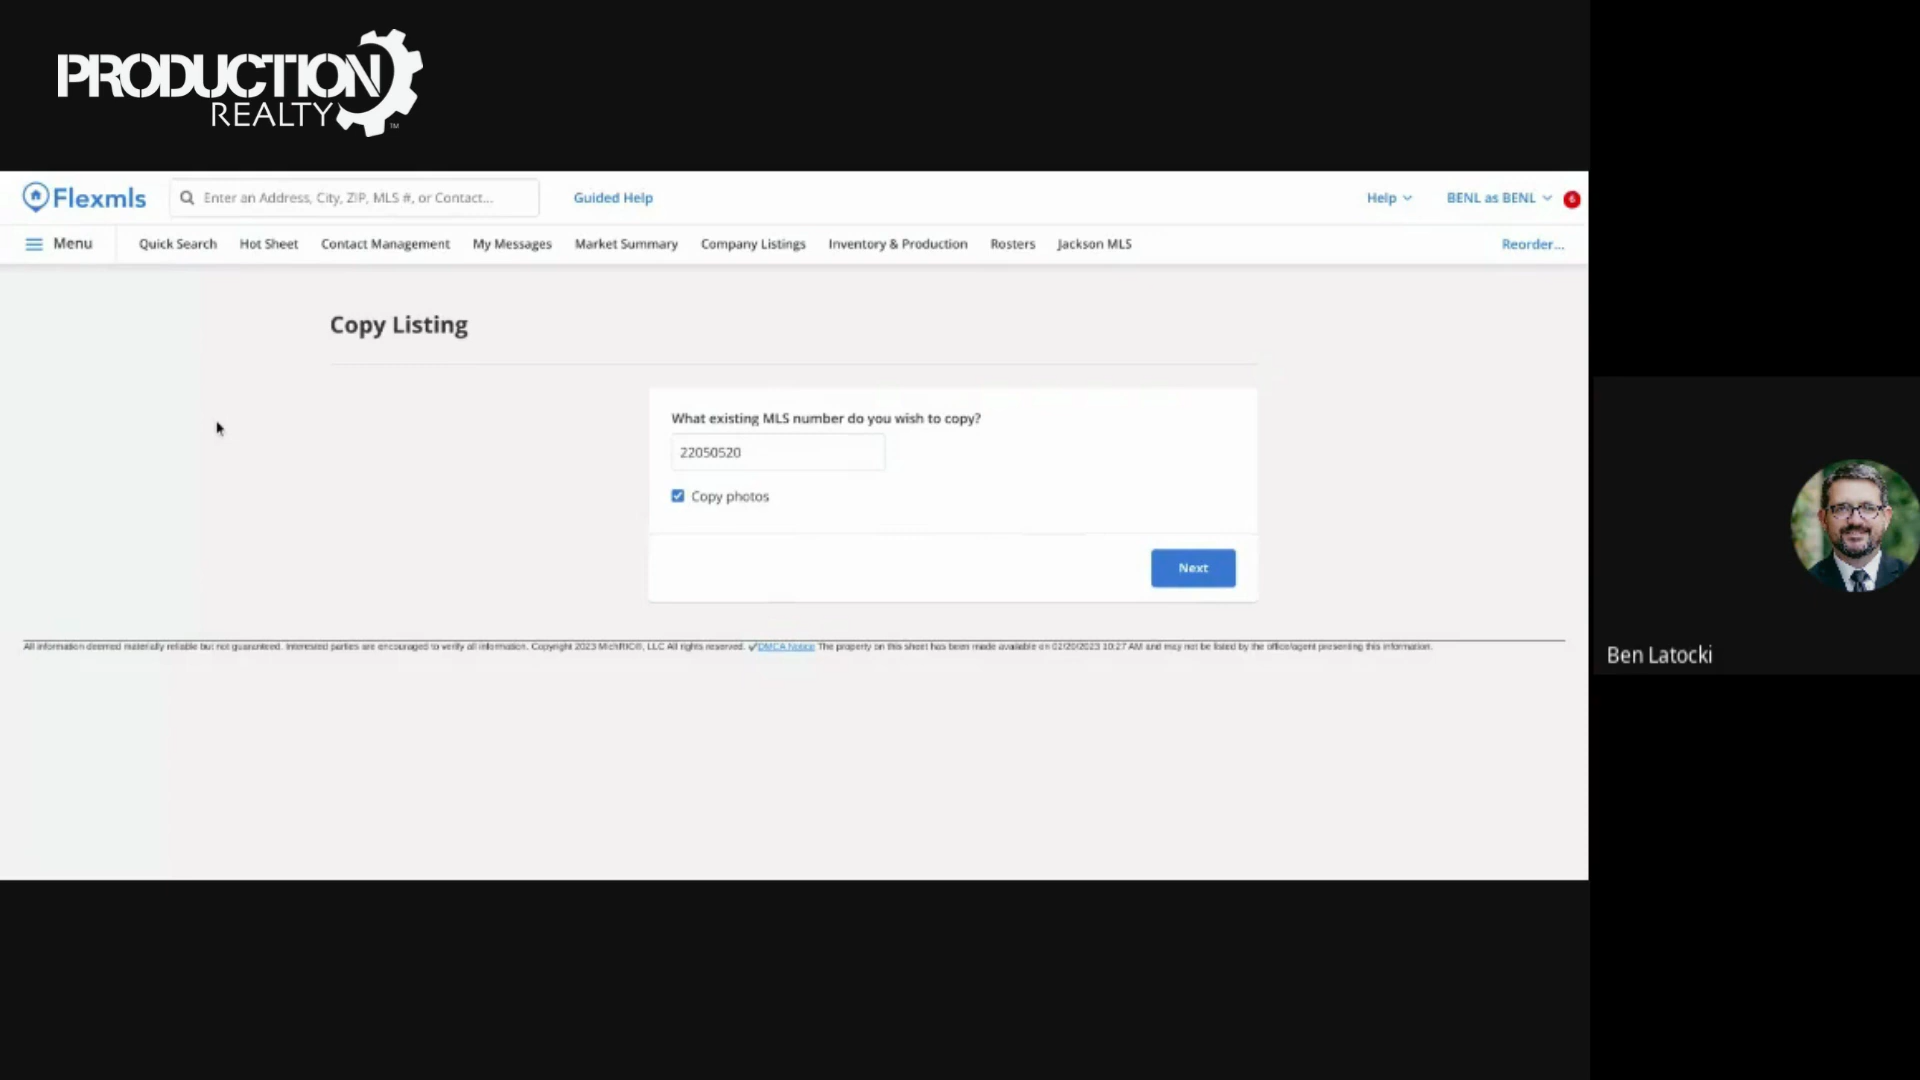 PRODUCTION
REALTY
TM
Flexmls
Enter an Address, City, ZIP, MLS #, or Contact...
Guided Help
Help
BENL as BENL
6
Menu
Quick Search
Hot Sheet
Contact Management
My Messages
Market Summary
Company Listings
Inventory & Production
Rosters
Jackson MLS
Reorder...
Copy Listing
What existing MLS number do you wish to copy?
22050520
Copy photos
Next
All information deemed materially reliable but not guaranteed. Interested parties are encouraged to verify all information. Copyright 2023 MichRIC®, LLC All rights reserved. ✓DMCA Notice The property on this sheet has been made available on 02/20/2023 10:27 AM and may not be listed by the office/agent presenting this information.
Ben Latocki